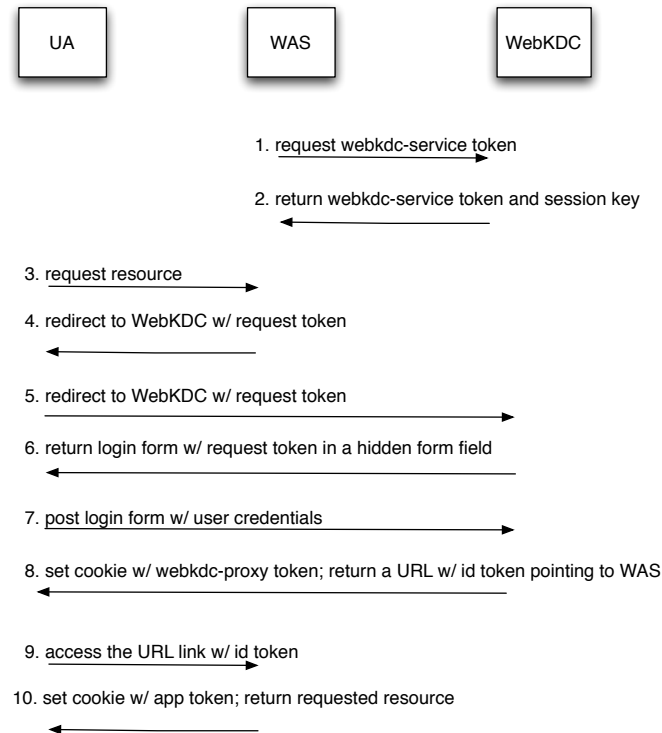 UA
WAS
WebKDC
1. request webkdc-service token
2. return webkdc-service token and session key
3. request resource
4. redirect to WebKDC w/ request token
5. redirect to WebKDC w/ request token
6. return login form w/ request token in a hidden form field
7. post login form w/ user credentials
8. set cookie w/ webkdc-proxy token; return a URL w/ id token pointing to WAS
9. access the URL link w/ id token
10. set cookie w/ app token; return requested resource